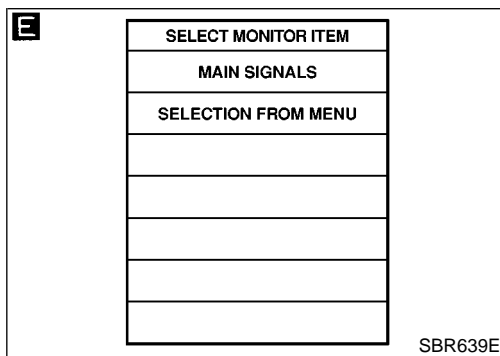 E
SELECT MONITOR ITEM
MAIN SIGNALS
SELECTION FROM MENU
SBR639E